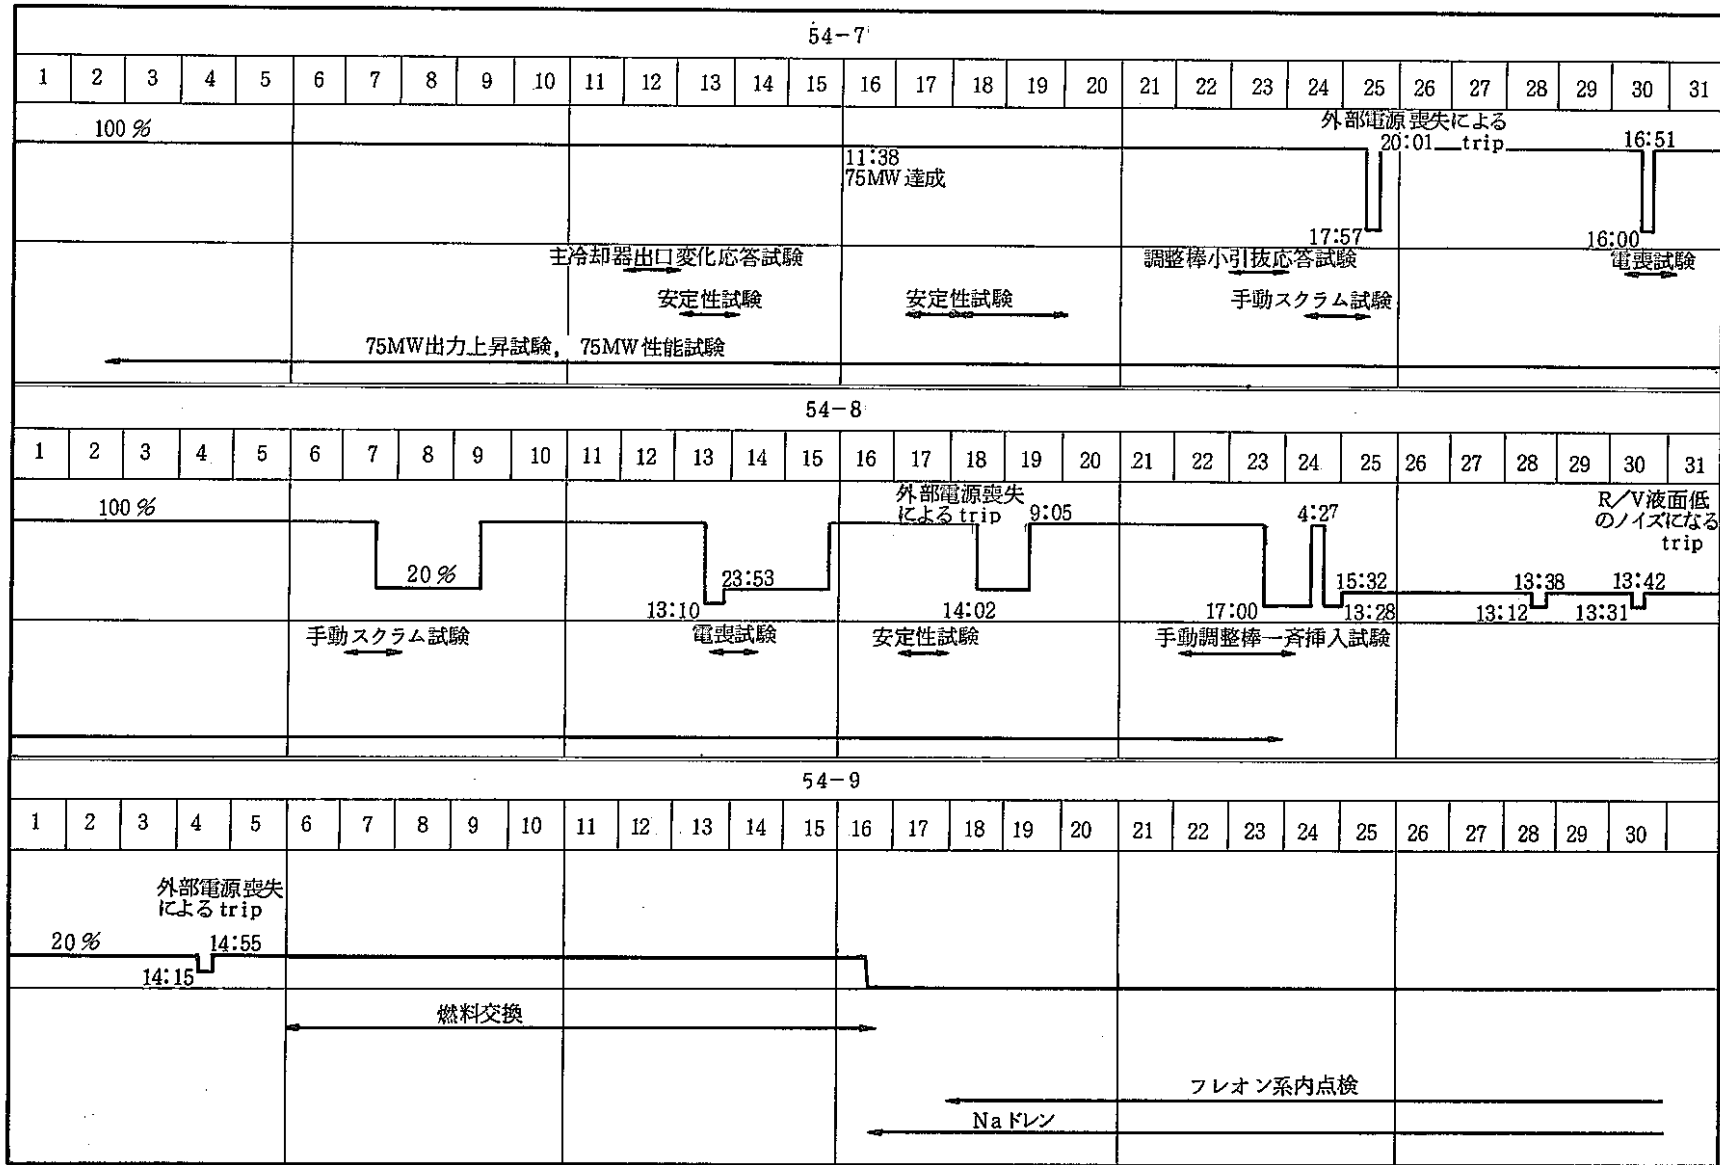 54-7
1 2 3 4 5 6 7 8 9 10 11 12 13 14 15 16 17 18 19 20 21 22 23 24 25 26 27 28 29 30 31
100%
外部電源喪失による
20:01 trip
16:51
11:38
75MW達成
17:57
16:00
主冷却器出口変化応答試験
調整棒小引抜応答試験
電喪試験
安定性試験
安定性試験
手動スクラム試験
75MW出力上昇試験, 75MW性能試験
54-8
1 2 3 4 5 6 7 8 9 10 11 12 13 14 15 16 17 18 19 20 21 22 23 24 25 26 27 28 29 30 31
100%
外部電源喪失
によるtrip
9:05
4:27
R/V液面低
のノイズになる
trip
20%
23:53
15:32
13:38
13:42
13:10
14:02
17:00
13:28
13:12
13:31
手動スクラム試験
電喪試験
安定性試験
手動調整棒一斉挿入試験
54-9
1 2 3 4 5 6 7 8 9 10 11 12 13 14 15 16 17 18 19 20 21 22 23 24 25 26 27 28 29 30
外部電源喪失
によるtrip
20%
14:55
14:15
燃料交換
フレオン系内点検
Naドレン